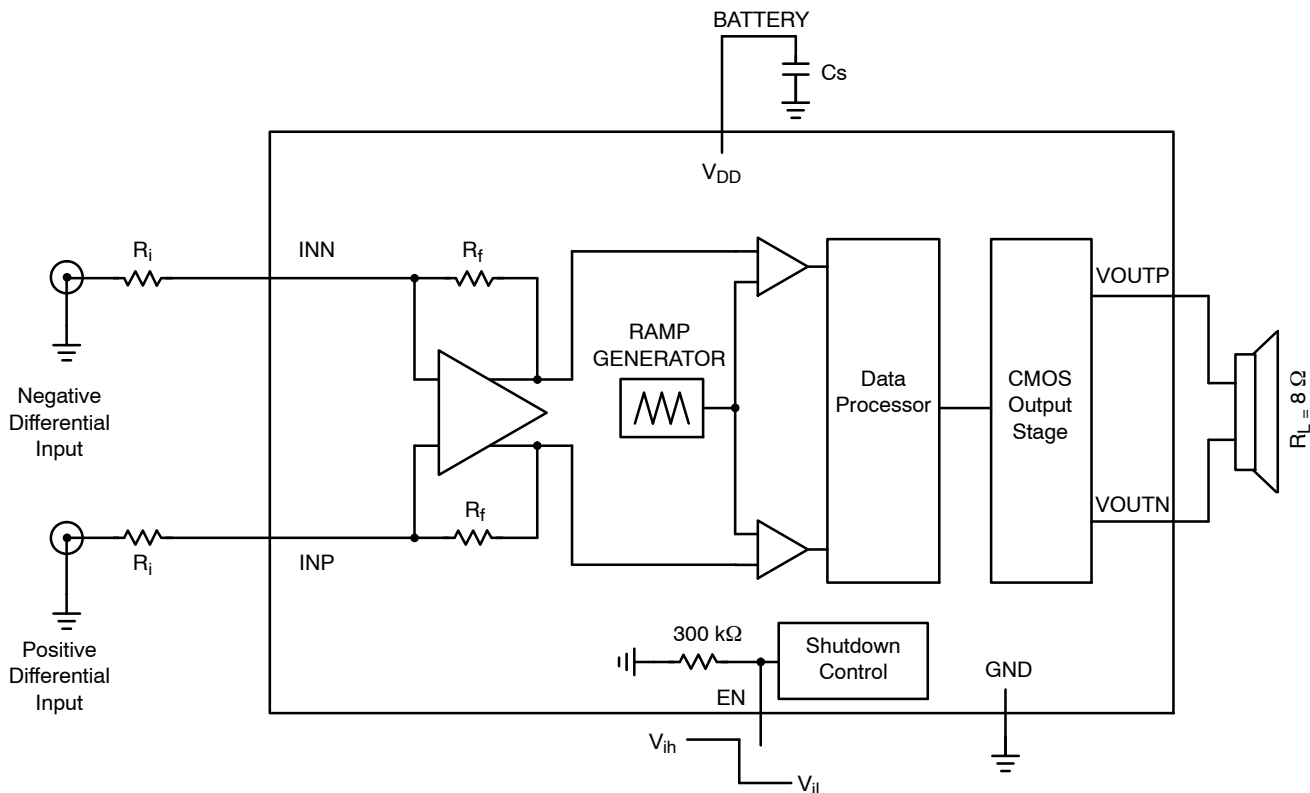 BATTERY
Cs
VDD
Ri
INN
Rf
VOUTP
RAMP
GENERATOR
Data
Processor
CMOS
Output
Stage
RL = 8 Ω
Negative
Differential
Input
Rf
VOUTN
Ri
INP
Positive
Differential
Input
300 kΩ
Shutdown
Control
GND
EN
Vih
Vil